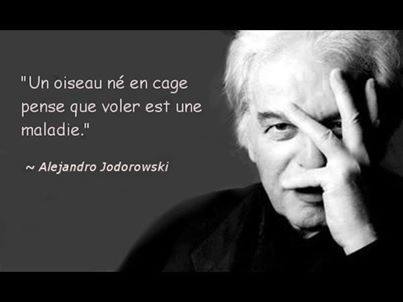 "Un oiseau né en cage
pense que voler est une
maladie."
~ Alejandro Jodorowski